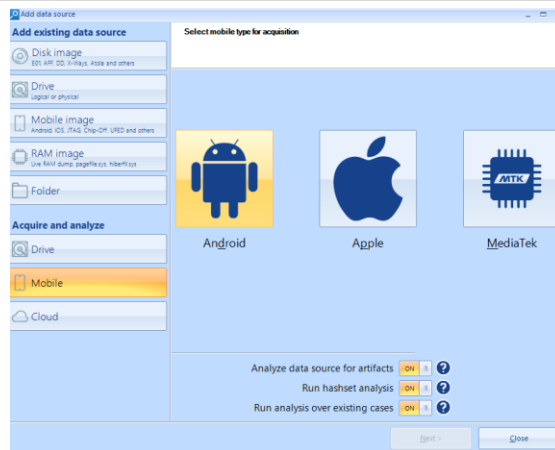 Add data source
Add existing data source
Disk image
E01, AFF, DD, X-Ways, Atola and others
Drive
Logical or physical
Mobile image
Android, IOS, JTAG, Chip-Off, UFED and others
RAM image
Live RAM dump, pagefile.sys, hiberfil.sys
Folder
Acquire and analyze
Drive
Mobile
Cloud
Select mobile type for acquisition
MTK
Android
Apple
MediaTek
Analyze data source for artifacts ON ?
Run hashset analysis ON ?
Run analysis over existing cases ON ?
Next >
Close